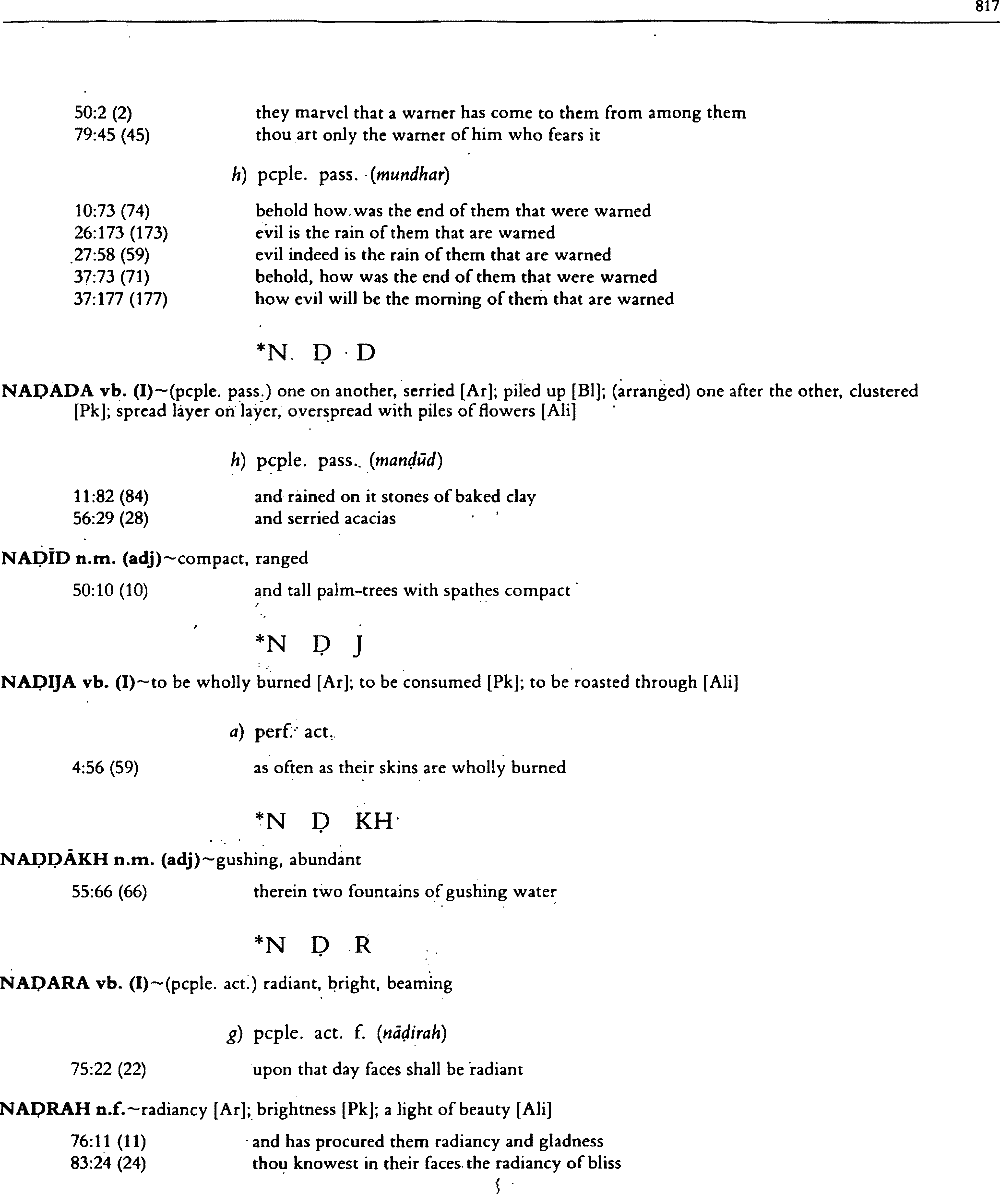 817
50:2 (2) they marvel that a warner has come to them from among them
79:45 (45) thou art only the warner of him who fears it
h) pcple. pass. (mundhar)
10:73 (74) behold how was the end of them that were warned
26:173 (173) evil is the rain of them that are warned
27:58 (59) evil indeed is the rain of them that are warned
37:73 (71) behold, how was the end of them that were warned
37:177 (177) how evil will be the morning of them that are warned
*N Ḍ D
NAḌADA vb. (I)~(pcple. pass.) one on another, serried [Ar]; piled up [Bl]; (arranged) one after the other, clustered
[Pk]; spread layer on layer, overspread with piles of flowers [Ali]
h) pcple. pass. (manḍūd)
11:82 (84) and rained on it stones of baked clay
56:29 (28) and serried acacias
NAḌĪD n.m. (adj)~compact, ranged
50:10 (10) and tall palm-trees with spathes compact
*N Ḍ J
NAḌIJA vb. (I)~to be wholly burned [Ar]; to be consumed [Pk]; to be roasted through [Ali]
a) perf. act.
4:56 (59) as often as their skins are wholly burned
*N Ḍ KH
NAḌḌĀKH n.m. (adj)~gushing, abundant
55:66 (66) therein two fountains of gushing water
*N Ḍ R
NAḌARA vb. (I)~(pcple. act.) radiant, bright, beaming
g) pcple. act. f. (nāḍirah)
75:22 (22) upon that day faces shall be radiant
NAḌRAH n.f.~radiancy [Ar]; brightness [Pk]; a light of beauty [Ali]
76:11 (11) and has procured them radiancy and gladness
83:24 (24) thou knowest in their faces the radiancy of bliss